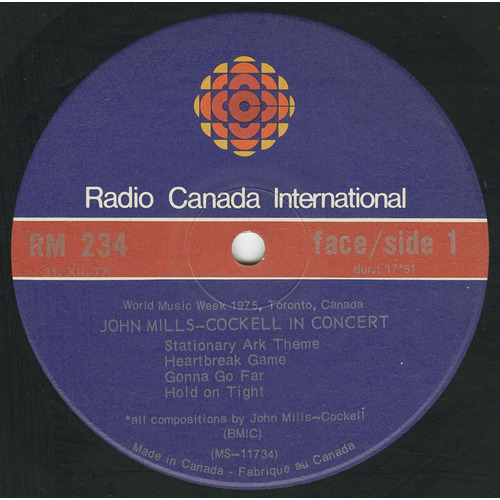 Radio Canada International
RM 234
face/side 1
31. XII. 77
dur.: 17'51
World Music Week 1975, Toronto, Canada
JOHN MILLS-COCKELL IN CONCERT
Stationary Ark Theme
Heartbreak Game
Gonna Go Far
Hold on Tight
*all compositions by John Mills-Cockell
(BMIC)
(MS-11734)
Made in Canada - Fabrique au Canada